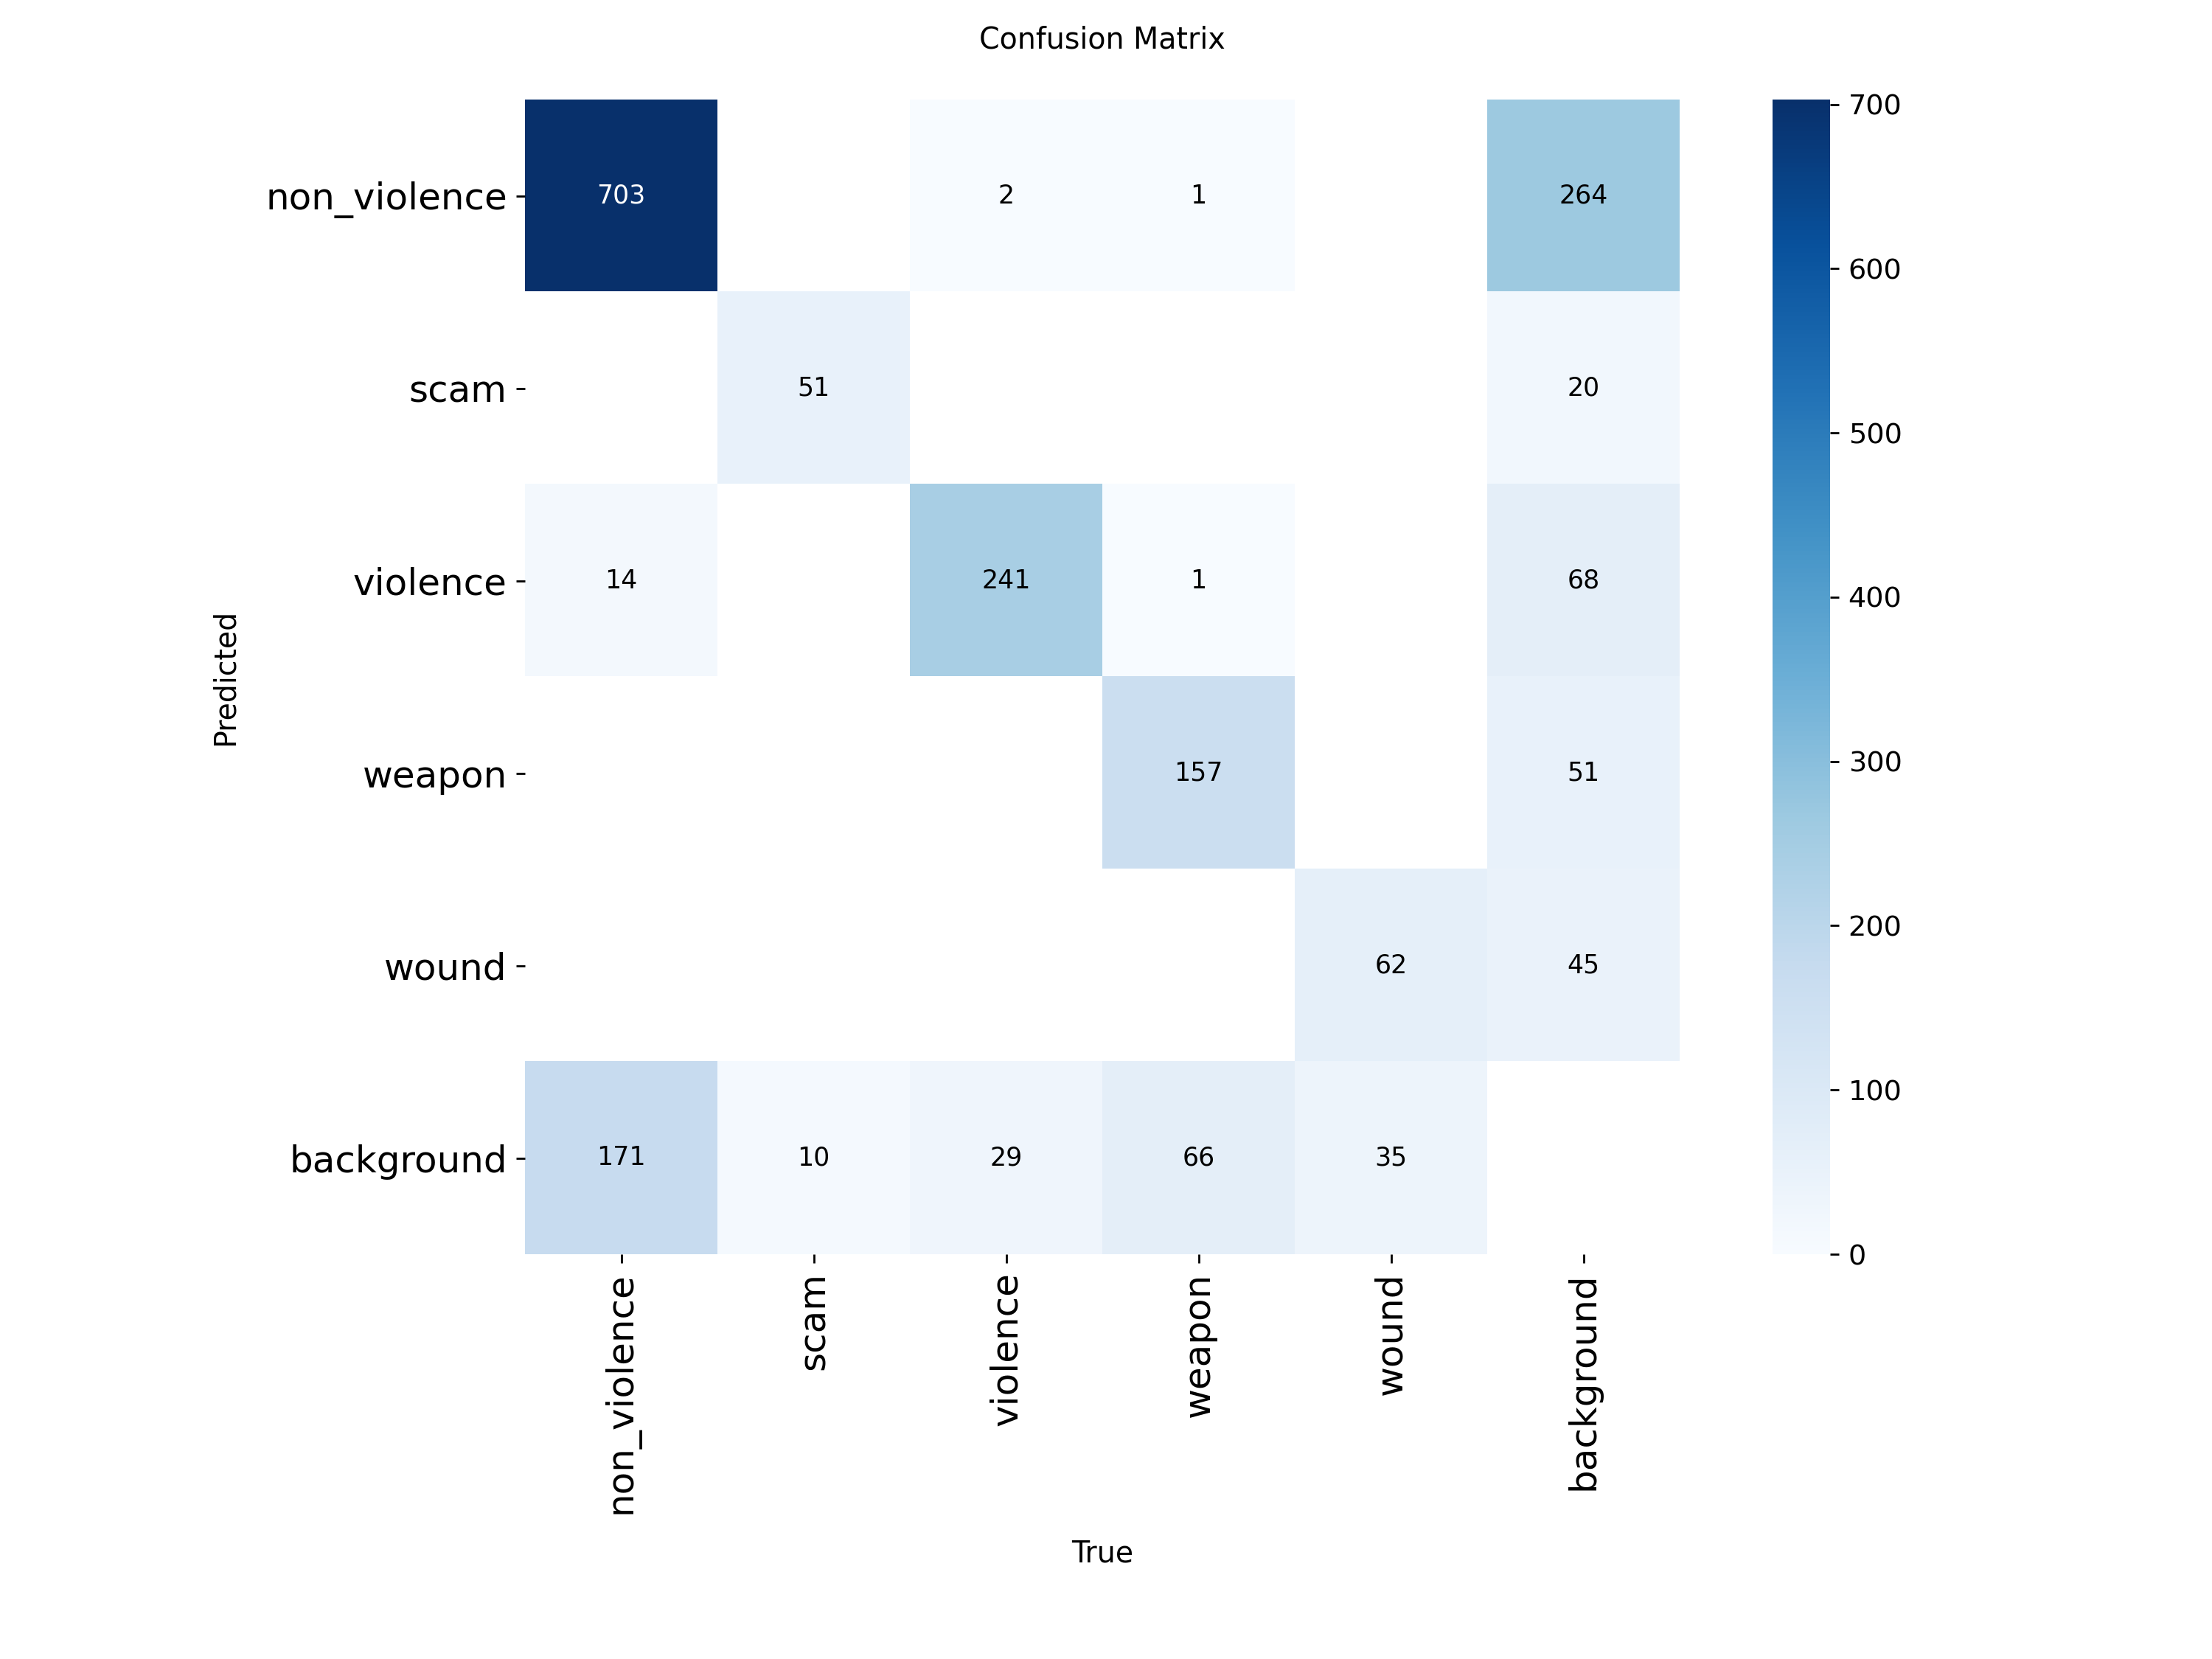 Confusion Matrix
non_violence 703 2 1 264
scam 51 20
violence 14 241 1 68
weapon 157 51
wound 62 45
background 171 10 29 66 35
non_violence scam violence weapon wound background
Predicted
True
700
600
500
400
300
200
100
0